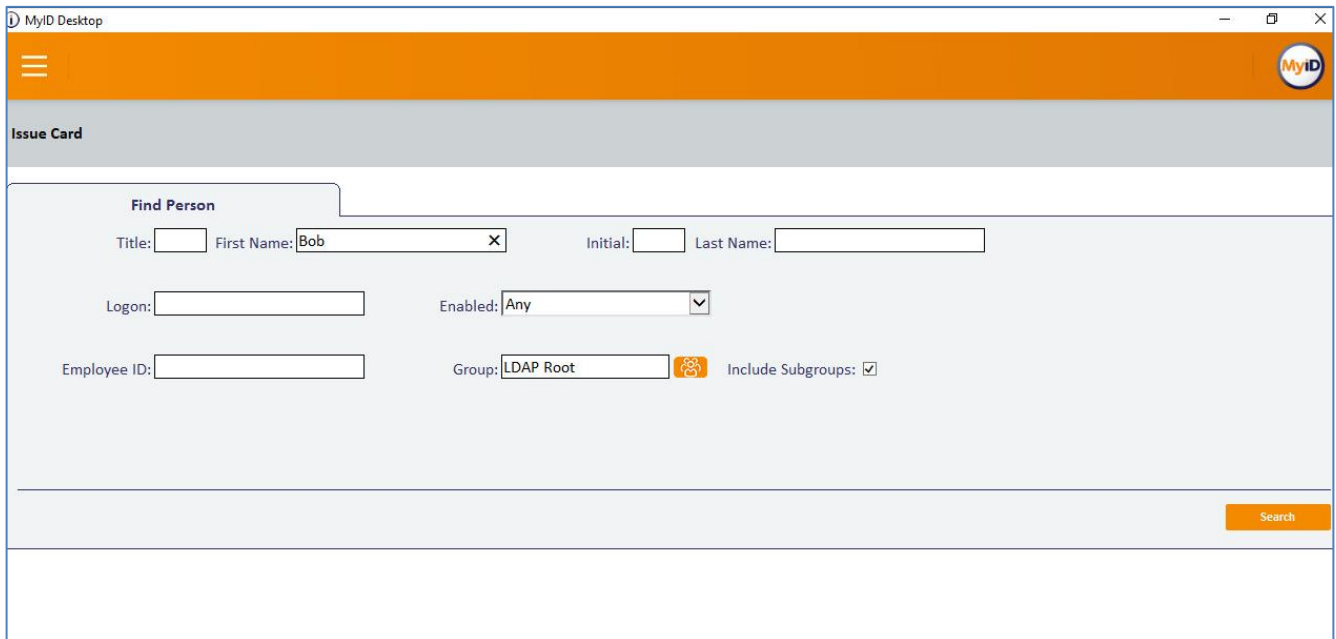 MyID Desktop
MyiD
Issue Card
Find Person
Title: First Name: Bob Initial: Last Name:
Logon: Enabled: Any
Employee ID: Group: LDAP Root Include Subgroups:
Search